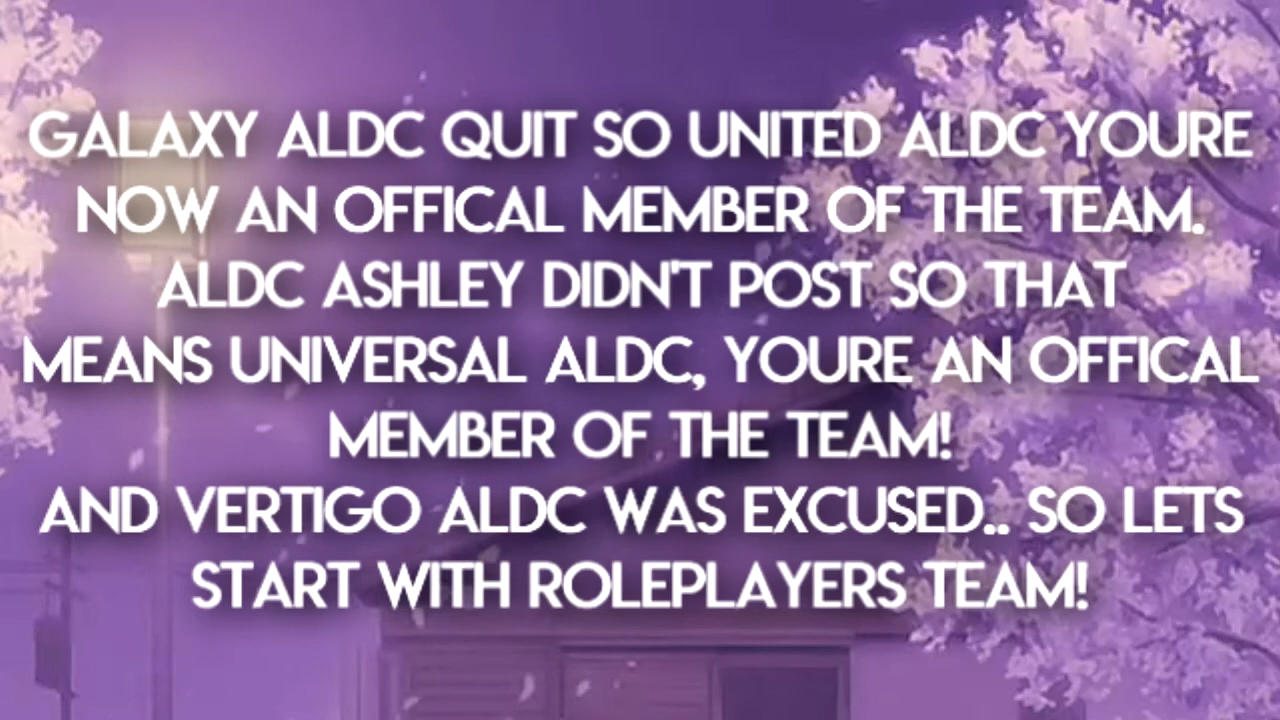 GALAXY ALDC QUIT SO UNITED ALDC YOURE
NOW AN OFFICAL MEMBER OF THE TEAM.
ALDC ASHLEY DIDN'T POST SO THAT
MEANS UNIVERSAL ALDC, YOURE AN OFFICAL
MEMBER OF THE TEAM!
AND VERTIGO ALDC WAS EXCUSED.. SO LETS
START WITH ROLEPLAYERS TEAM!